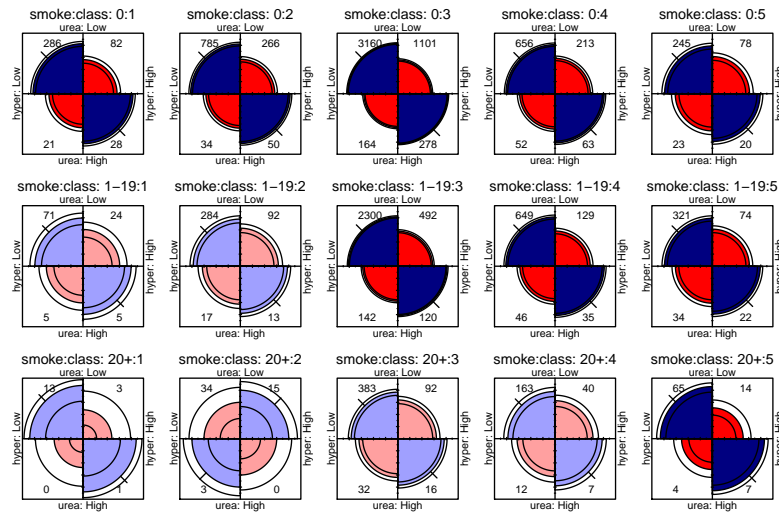 smoke:class: 0:1
urea: Low
hyper: Low
286
82
21
28
hyper: High
urea: High
smoke:class: 0:2
urea: Low
hyper: Low
785
266
34
50
hyper: High
urea: High
smoke:class: 0:3
urea: Low
hyper: Low
3160
1101
164
278
hyper: High
urea: High
smoke:class: 0:4
urea: Low
hyper: Low
656
213
52
63
hyper: High
urea: High
smoke:class: 0:5
urea: Low
hyper: Low
245
78
23
20
hyper: High
urea: High
smoke:class: 1−19:1
urea: Low
hyper: Low
71
24
5
5
hyper: High
urea: High
smoke:class: 1−19:2
urea: Low
hyper: Low
284
92
17
13
hyper: High
urea: High
smoke:class: 1−19:3
urea: Low
hyper: Low
2300
492
142
120
hyper: High
urea: High
smoke:class: 1−19:4
urea: Low
hyper: Low
649
129
46
35
hyper: High
urea: High
smoke:class: 1−19:5
urea: Low
hyper: Low
321
74
34
22
hyper: High
urea: High
smoke:class: 20+:1
urea: Low
hyper: Low
13
3
0
1
hyper: High
urea: High
smoke:class: 20+:2
urea: Low
hyper: Low
34
15
3
0
hyper: High
urea: High
smoke:class: 20+:3
urea: Low
hyper: Low
383
92
32
16
hyper: High
urea: High
smoke:class: 20+:4
urea: Low
hyper: Low
163
40
12
7
hyper: High
urea: High
smoke:class: 20+:5
urea: Low
hyper: Low
65
14
4
7
hyper: High
urea: High